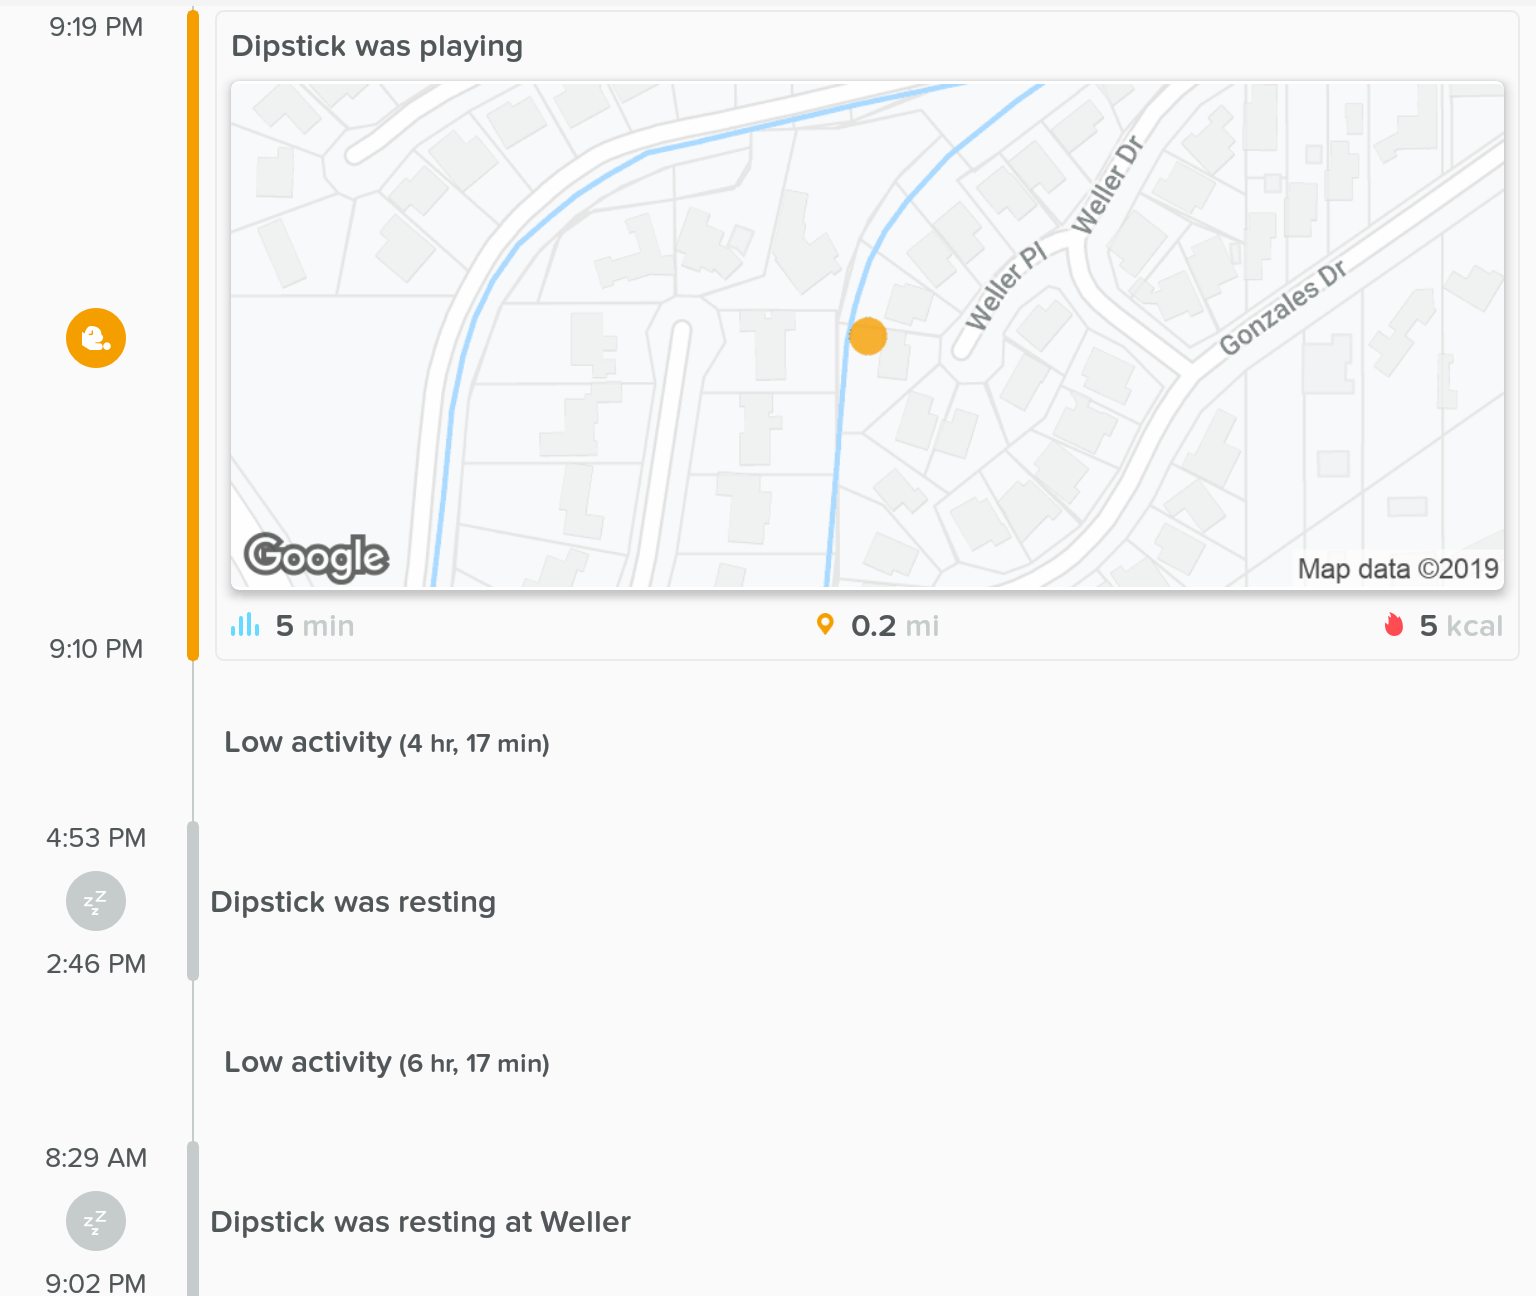 9:19 PM
Dipstick was playing
Weller Dr
Weller Pl
Gonzales Dr
Google
Map data ©2019
5 min
0.2 mi
5 kcal
9:10 PM
Low activity (4 hr, 17 min)
4:53 PM
zzz
Dipstick was resting
2:46 PM
Low activity (6 hr, 17 min)
8:29 AM
zzz
Dipstick was resting at Weller
9:02 PM